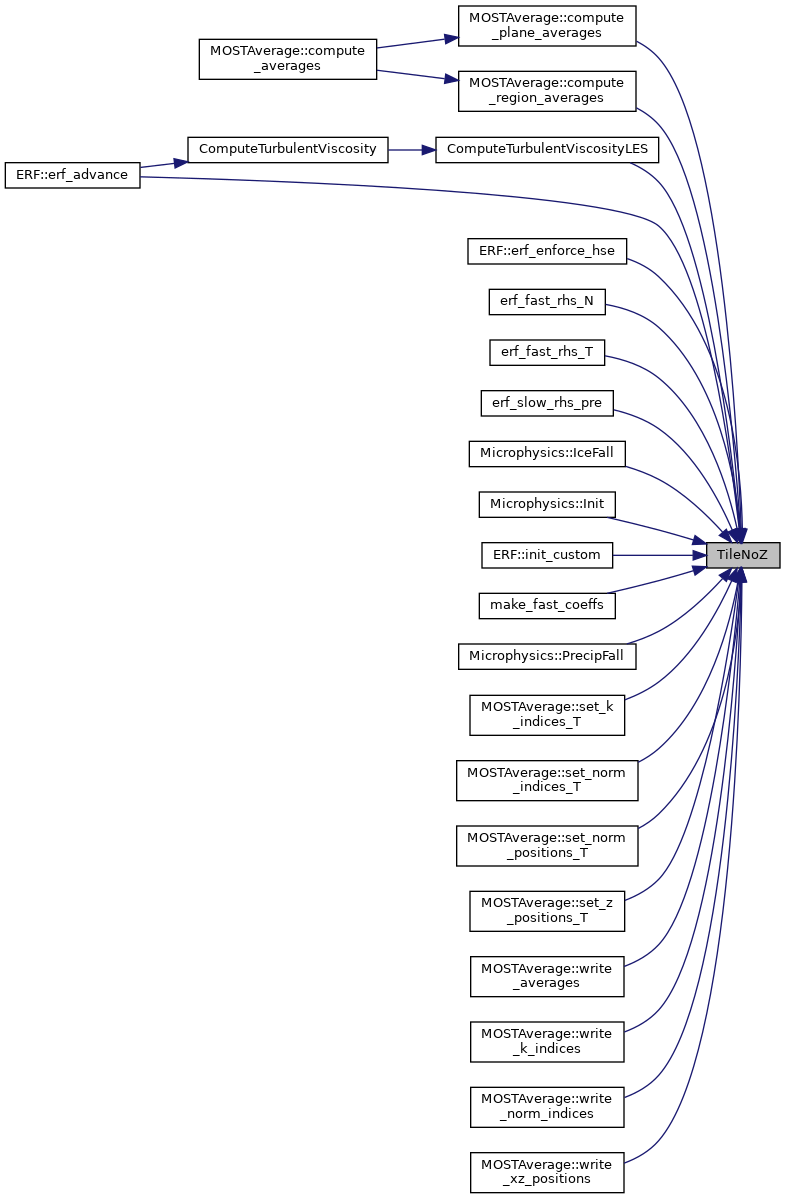 MOSTAverage::compute
_plane_averages
MOSTAverage::compute
_averages
MOSTAverage::compute
_region_averages
ComputeTurbulentViscosity
ComputeTurbulentViscosityLES
ERF::erf_advance
ERF::erf_enforce_hse
erf_fast_rhs_N
erf_fast_rhs_T
erf_slow_rhs_pre
Microphysics::IceFall
Microphysics::Init
ERF::init_custom
TileNoZ
make_fast_coeffs
Microphysics::PrecipFall
MOSTAverage::set_k
_indices_T
MOSTAverage::set_norm
_indices_T
MOSTAverage::set_norm
_positions_T
MOSTAverage::set_z
_positions_T
MOSTAverage::write
_averages
MOSTAverage::write
_k_indices
MOSTAverage::write
_norm_indices
MOSTAverage::write
_xz_positions